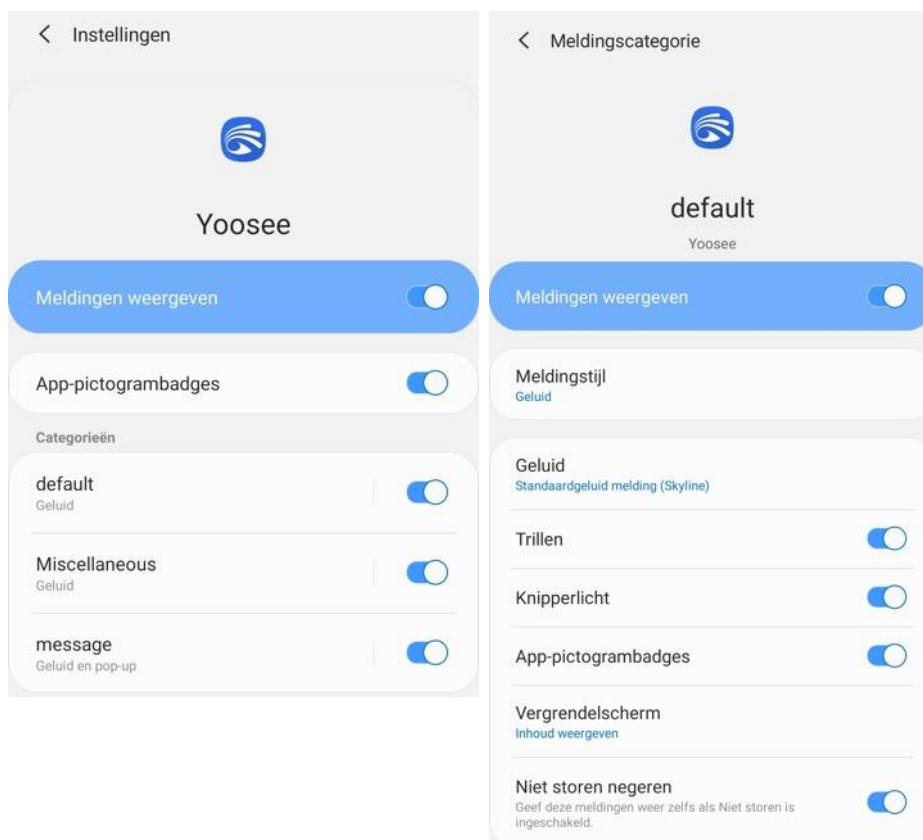 Instellingen
Yoosee
Meldingen weergeven
App-pictogrambadges
Categorieën
default
Geluid
Miscellaneous
Geluid
message
Geluid en pop-up
Meldingscategorie
default
Yoosee
Meldingen weergeven
Meldingstijl
Geluid
Geluid
Standaardgeluid melding (Skyline)
Trillen
Knipperlicht
App-pictogrambadges
Vergrendelscherm
Inhoud weergeven
Niet storen negeren
Geef deze meldingen weer zelfs als Niet storen is
ingeschakeld.